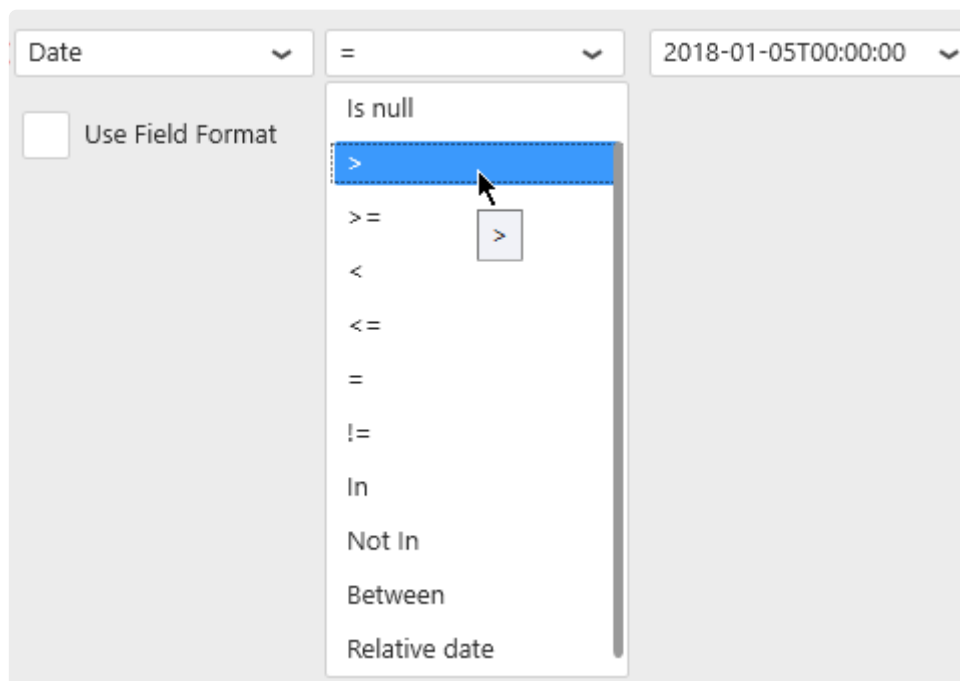 Date
=
2018-01-05T00:00:00
Use Field Format
Is null
>
>=
>
<
<=
=
!=
In
Not In
Between
Relative date